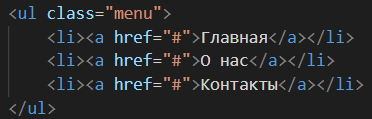 <ul class="menu">
    <li><a href="#">Главная</a></li>
    <li><a href="#">О нас</a></li>
    <li><a href="#">Контакты</a></li>
</ul>